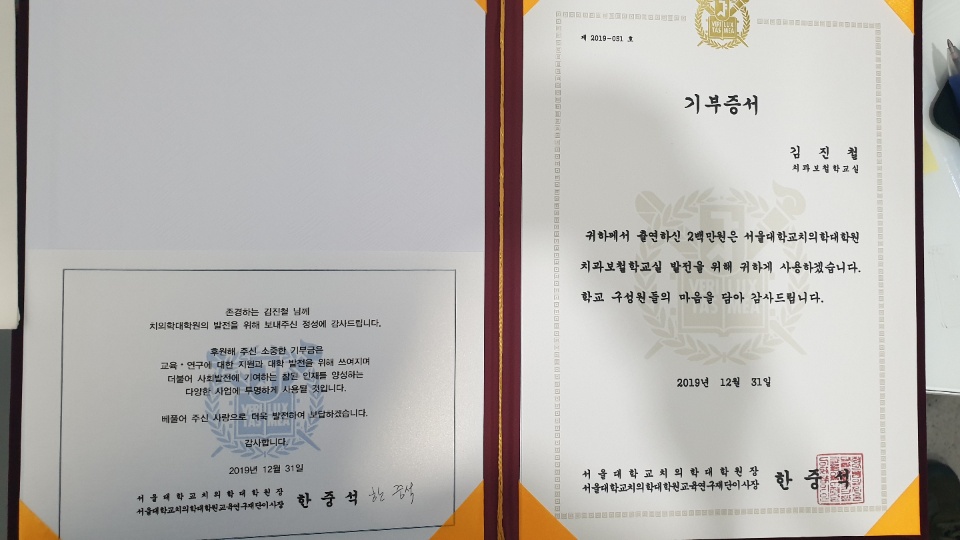 존경하는 김진철 님께
치의학대학원의 발전을 위해 보내주신 정성에 감사드립니다.
후원해 주신 소중한 기부금은
교육·연구에 대한 지원과 대학 발전을 위해 쓰여지며
더불어 사회발전에 기여하는 참된 인재를 양성하는
다양한 사업에 투명하게 사용될 것입니다.
베풀어 주신 사랑으로 더욱 발전하여 보답하겠습니다.
감사합니다.
2019년 12월 31일
서울대학교치의학대학원장
서울대학교치의학대학원교육연구재단이사장
한중석 한중석
VERI LUX
TAS MEA
제 2019-031 호
기부증서
김진철
치과보철학교실
귀하께서 출연하신 2백만원은 서울대학교치의학대학원
치과보철학교실 발전을 위해 귀하게 사용하겠습니다.
학교 구성원들의 마음을 담아 감사드립니다.
2019년 12월 31일
서울대학교치의학대학원장
서울대학교치의학대학원교육연구재단이사장
한중석
VERI LUX
TAS MEA